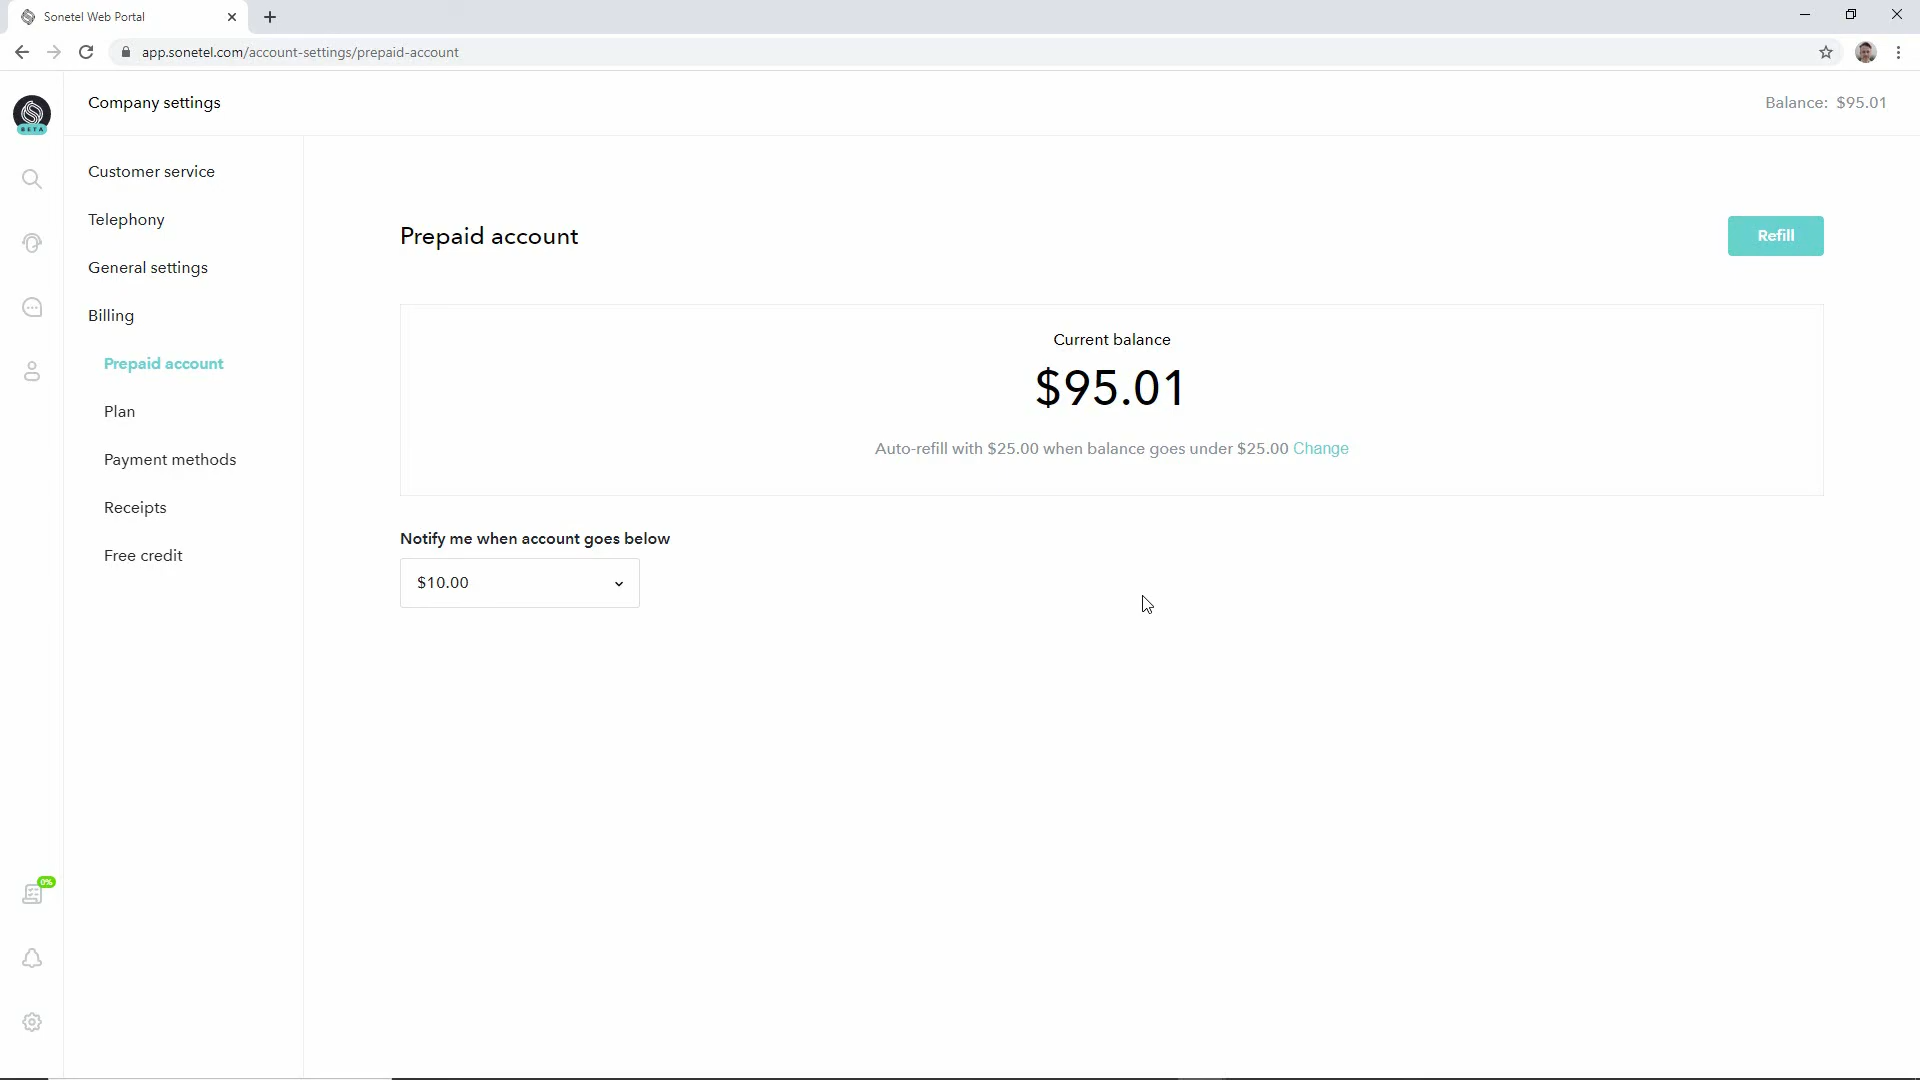 Sonetel Web Portal
app.sonetel.com/account-settings/prepaid-account
BETA
Company settings
Balance: $95.01
Customer service
Telephony
General settings
Billing
Prepaid account
Plan
Payment methods
Receipts
Free credit
Prepaid account
Refill
Current balance
$95.01
Auto-refill with $25.00 when balance goes under $25.00 Change
Notify me when account goes below
$10.00
0%